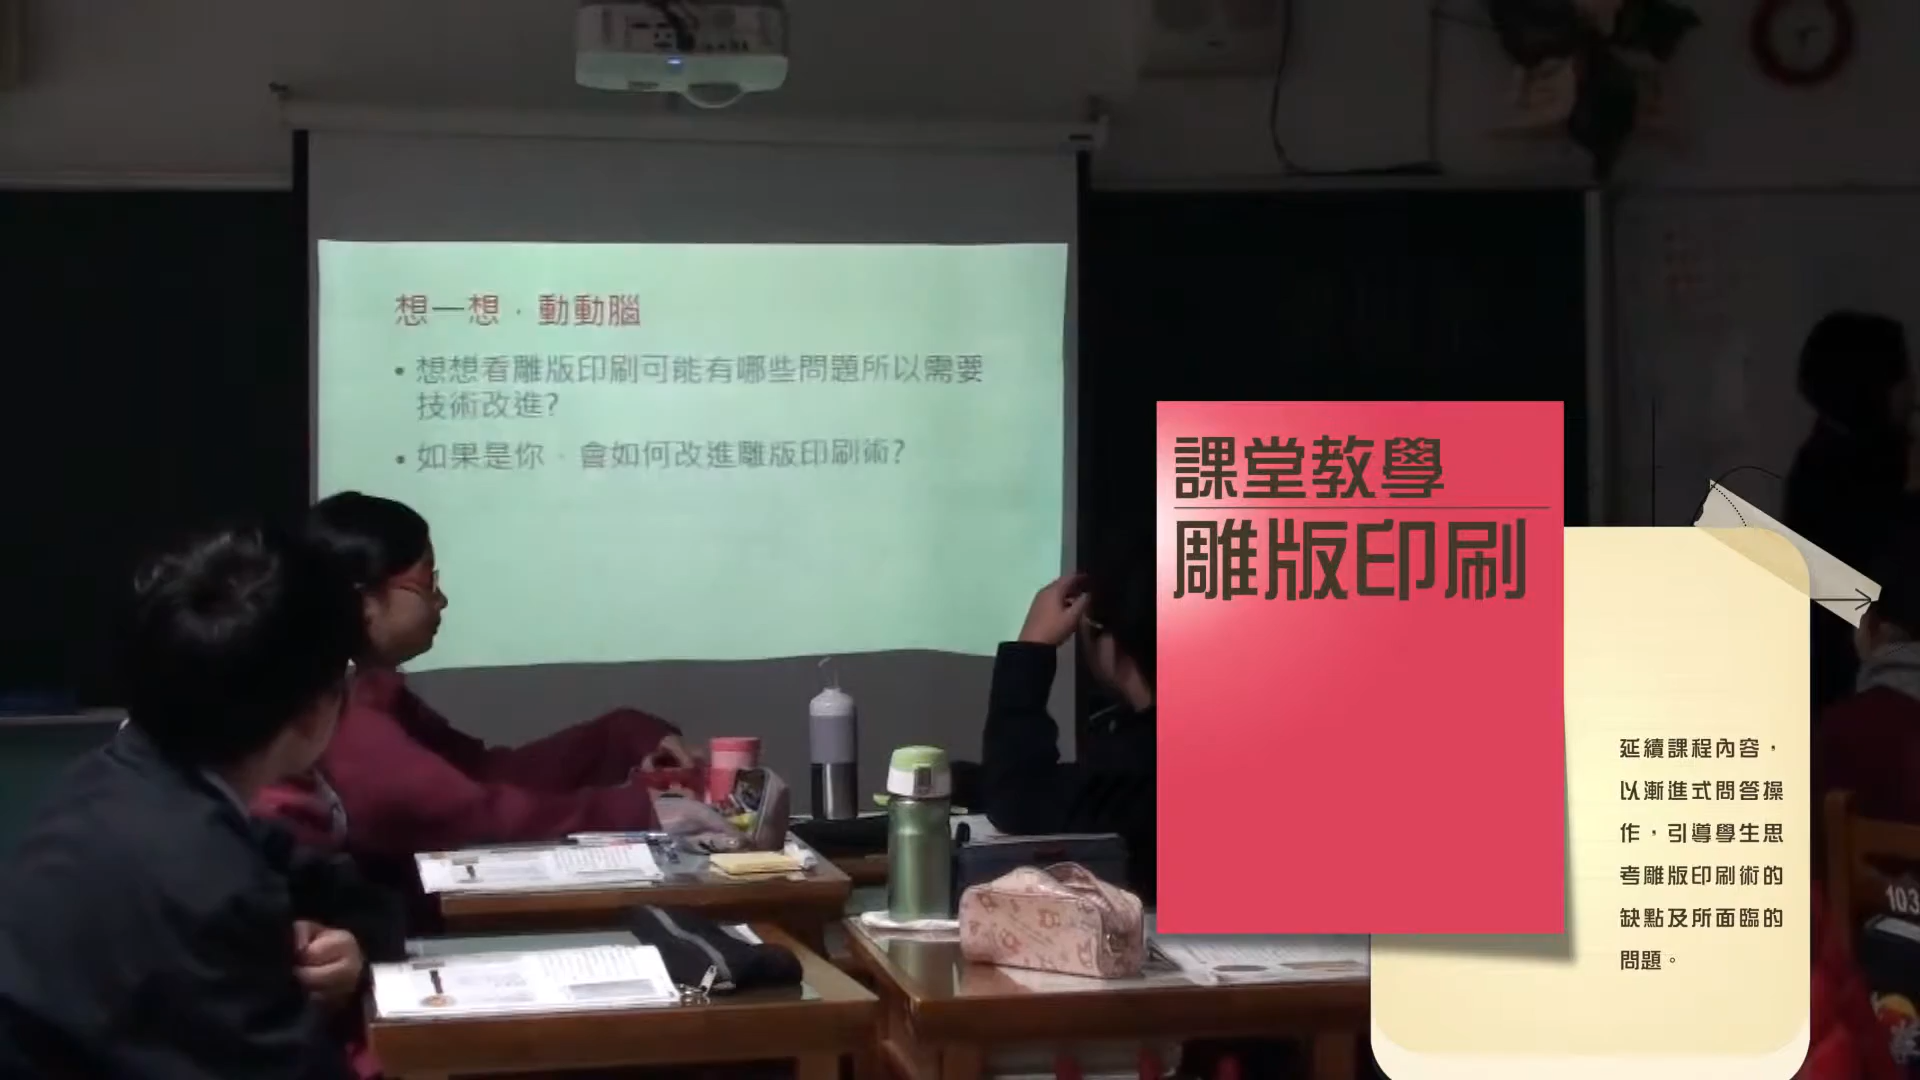 想一想，動動腦
• 想想看雕版印刷可能有哪些問題所以需要
技術改進?
• 如果是你，會如何改進雕版印刷術?
課堂教學
雕版印刷
延續課程內容，
以漸進式問答操
作，引導學生思
考雕版印刷術的
缺點及所面臨的
問題。
103